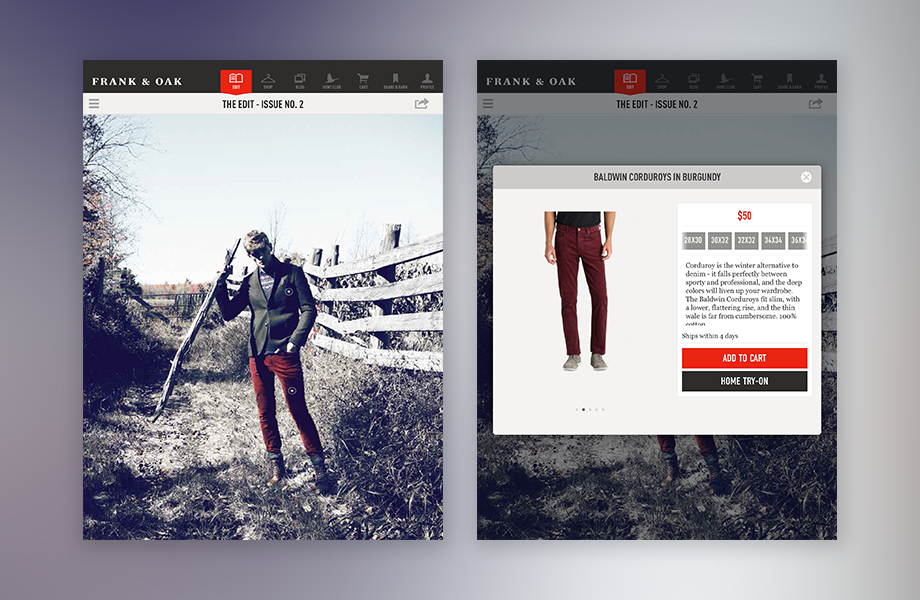 FRANK & OAK
EDIT
SHOP
BLOG
HUNT CLUB
CART
SHARE & EARN
PROFILE
THE EDIT - ISSUE NO. 2
FRANK & OAK
EDIT
SHOP
BLOG
HUNT CLUB
CART
SHARE & EARN
PROFILE
THE EDIT - ISSUE NO. 2
BALDWIN CORDUROYS IN BURGUNDY
$50
28X30 30X32 32X32 34X34 36X34
Corduroy is the winter alternative to
denim - it falls perfectly between
sporty and professional, and the deep
colors will liven up your wardrobe.
The Baldwin Corduroys fit slim, with
a lower, flattering rise, and the thin
wale is far from cumbersome. 100%
cotton
Ships within 4 days
ADD TO CART
HOME TRY-ON